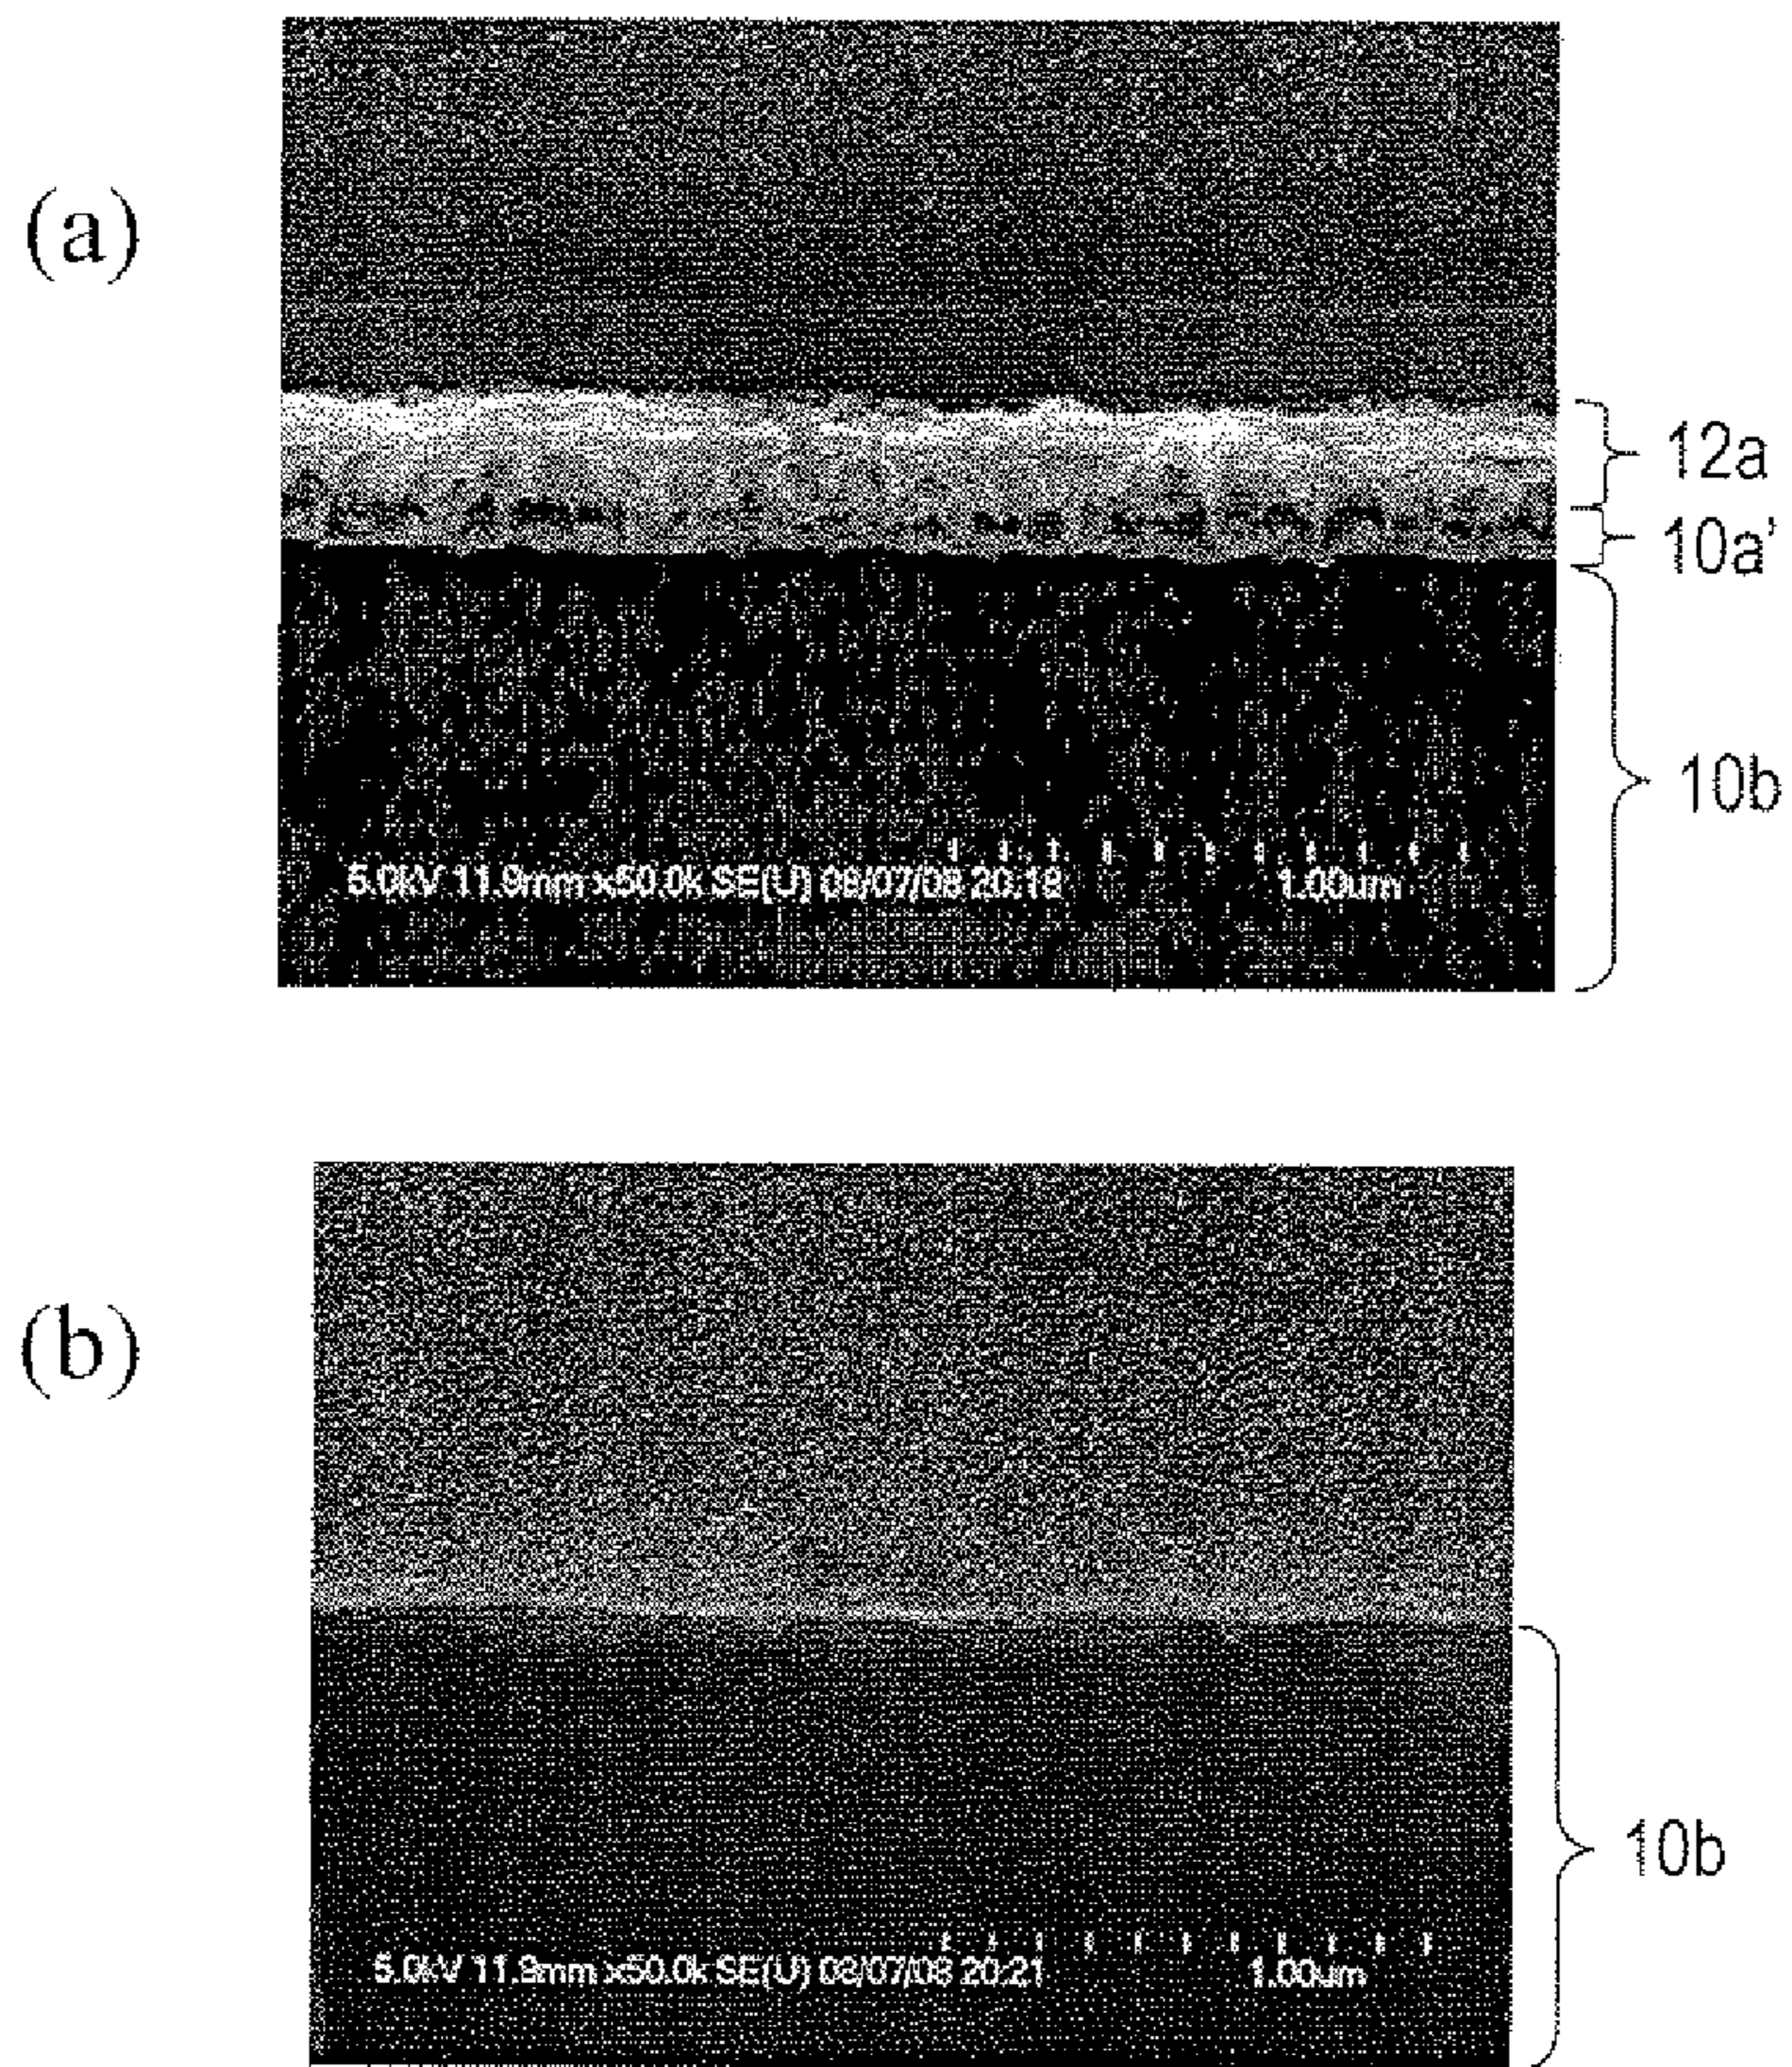 (a)
12a
10a'
10b
5.0kV 11.9mm x50.0k SE(U) 08/07/08 20:18 1.00um
(b)
10b
5.0kV 11.9mm x50.0k SE(U) 08/07/08 20:21 1.00um